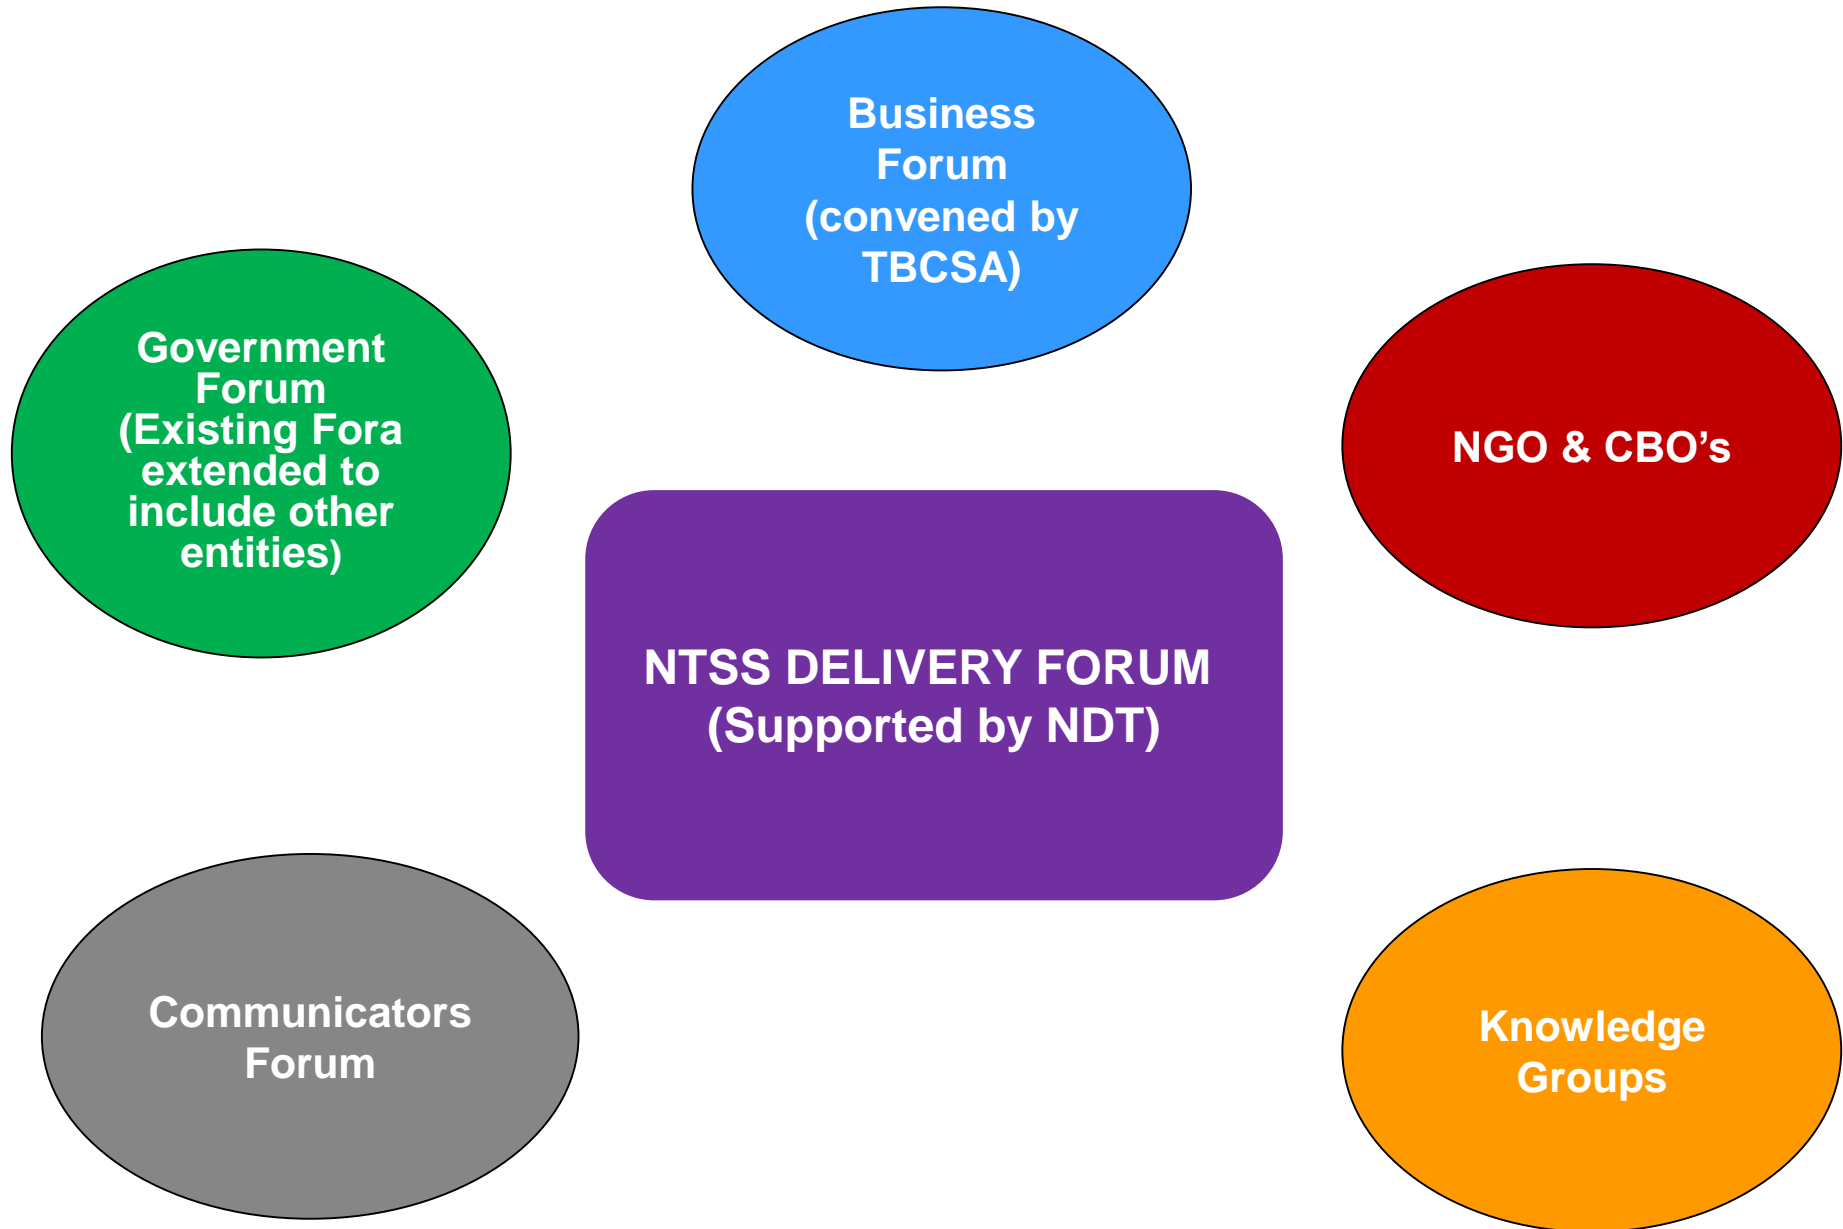 Business
Forum
(convened by
TBCSA)
Government
Forum
(Existing Fora
extended to
include other
entities)
NGO & CBO’s
NTSS DELIVERY FORUM
(Supported by NDT)
Communicators
Forum
Knowledge
Groups